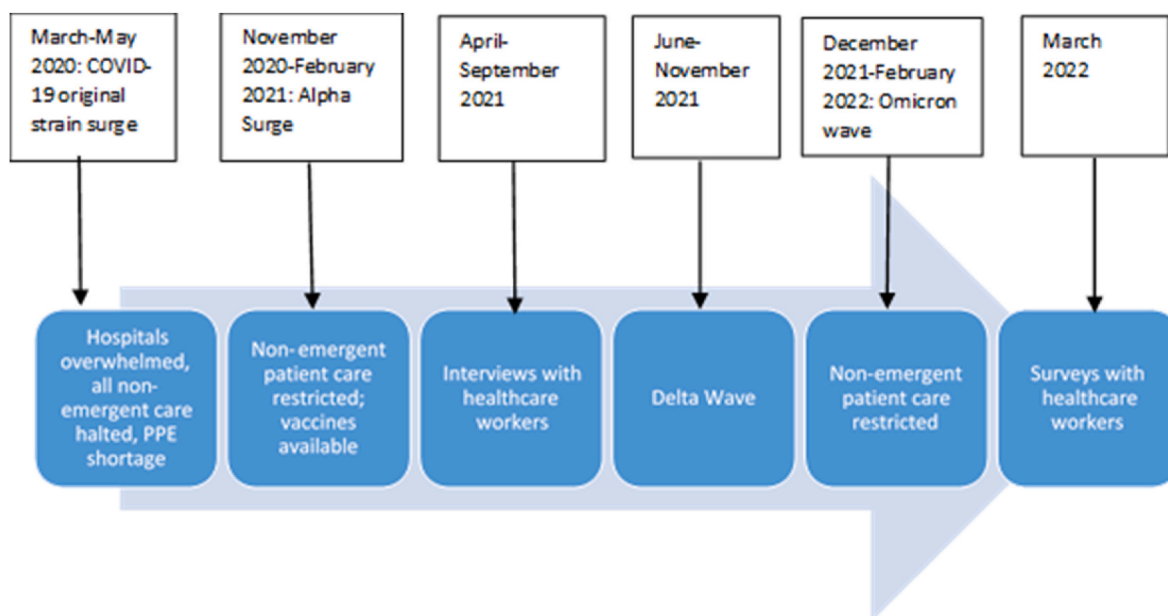 March-May
2020: COVID-
19 original
strain surge
November
2020-February
2021: Alpha
Surge
April-
September
2021
June-
November
2021
December
2021-February
2022: Omicron
wave
March
2022
Hospitals
overwhelmed,
all non-
emergent care
halted, PPE
shortage
Non-emergent
patient care
restricted;
vaccines
available
Interviews with
healthcare
workers
Delta Wave
Non-emergent
patient care
restricted
Surveys with
healthcare
workers